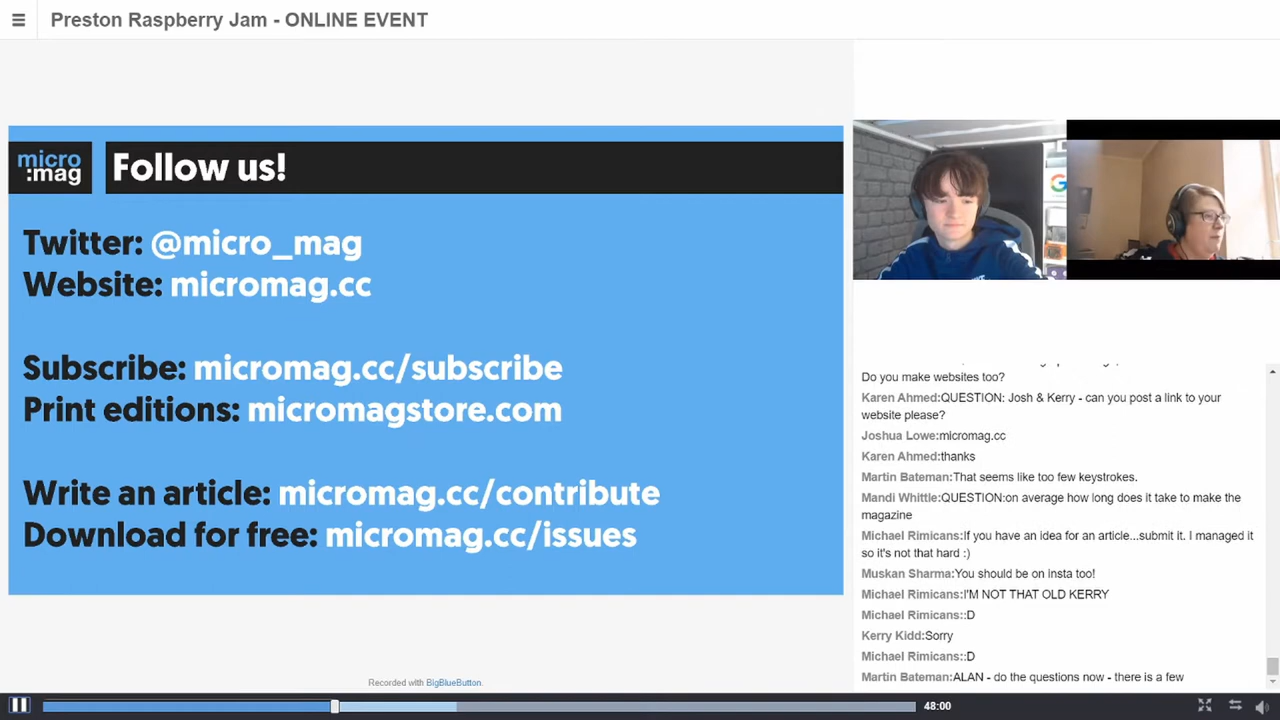 Preston Raspberry Jam - ONLINE EVENT
micro
:mag
Follow us!
Twitter: @micro_mag
Website: micromag.cc
Subscribe: micromag.cc/subscribe
Print editions: micromagstore.com
Write an article: micromag.cc/contribute
Download for free: micromag.cc/issues
Do you make websites too?
Karen Ahmed:QUESTION: Josh & Kerry - can you post a link to your
website please?
Joshua Lowe:micromag.cc
Karen Ahmed:thanks
Martin Bateman:That seems like too few keystrokes.
Mandi Whittle:QUESTION:on average how long does it take to make the
magazine
Michael Rimicans:If you have an idea for an article...submit it. I managed it
so it's not that hard :)
Muskan Sharma:You should be on insta too!
Michael Rimicans:I'M NOT THAT OLD KERRY
Michael Rimicans::D
Kerry Kidd:Sorry
Michael Rimicans::D
Martin Bateman:ALAN - do the questions now - there is a few
Recorded with BigBlueButton.
48:00